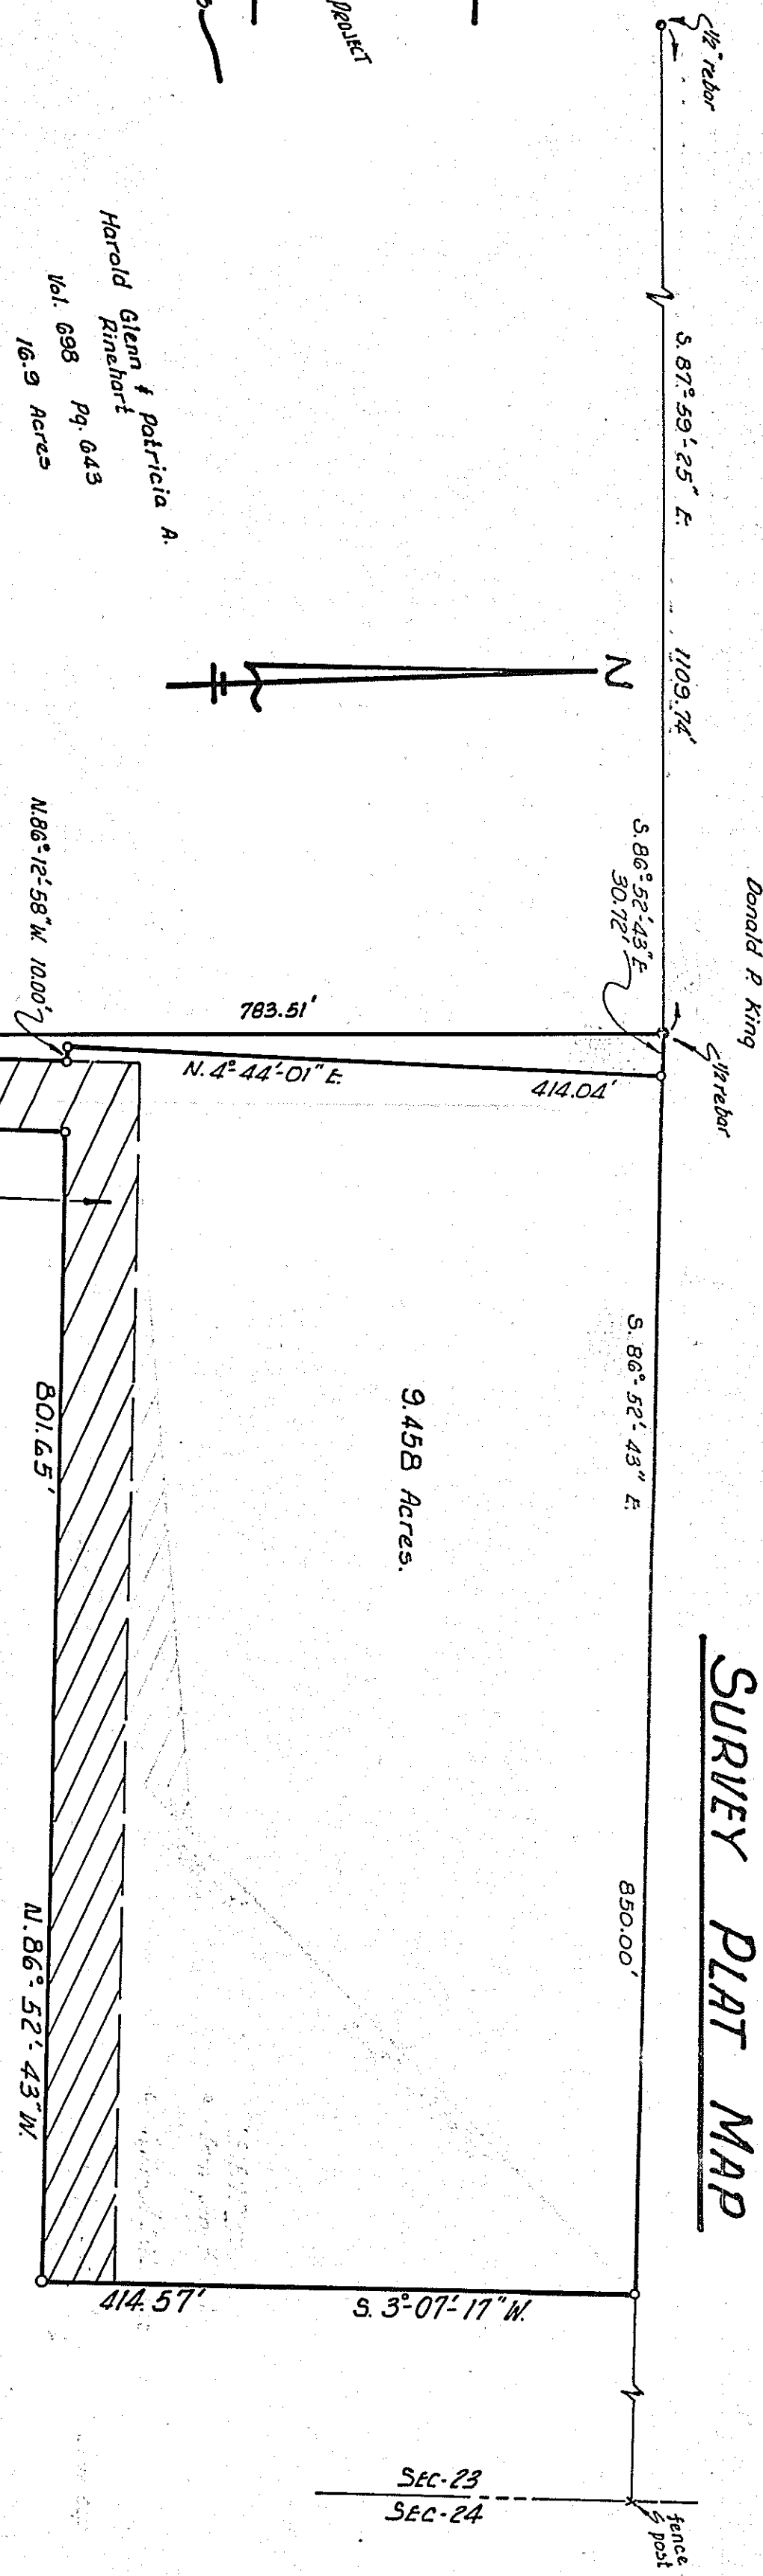 SURVEY PLAT MAP
Donald P. King
1/2" rebar
S. 87°-59'-25" E.
1109.74'
1/2 rebar
S. 86°-52'-43" E.
30.72'
S. 86°-52'-43" E.
850.00'
fence
post
PROJECT
N
783.51'
N. 4°-44'-01" E.
414.04'
9.458 Acres.
S. 3°-07'-17" W.
414.57'
SEC-23
SEC-24
Harold Glenn & Patricia A.
Rinehart
Vol. 698 Pg. 643
16.9 Acres
N. 86°-12'-58" W. 10.00'
801.65'
N. 86°-52'-43" W.